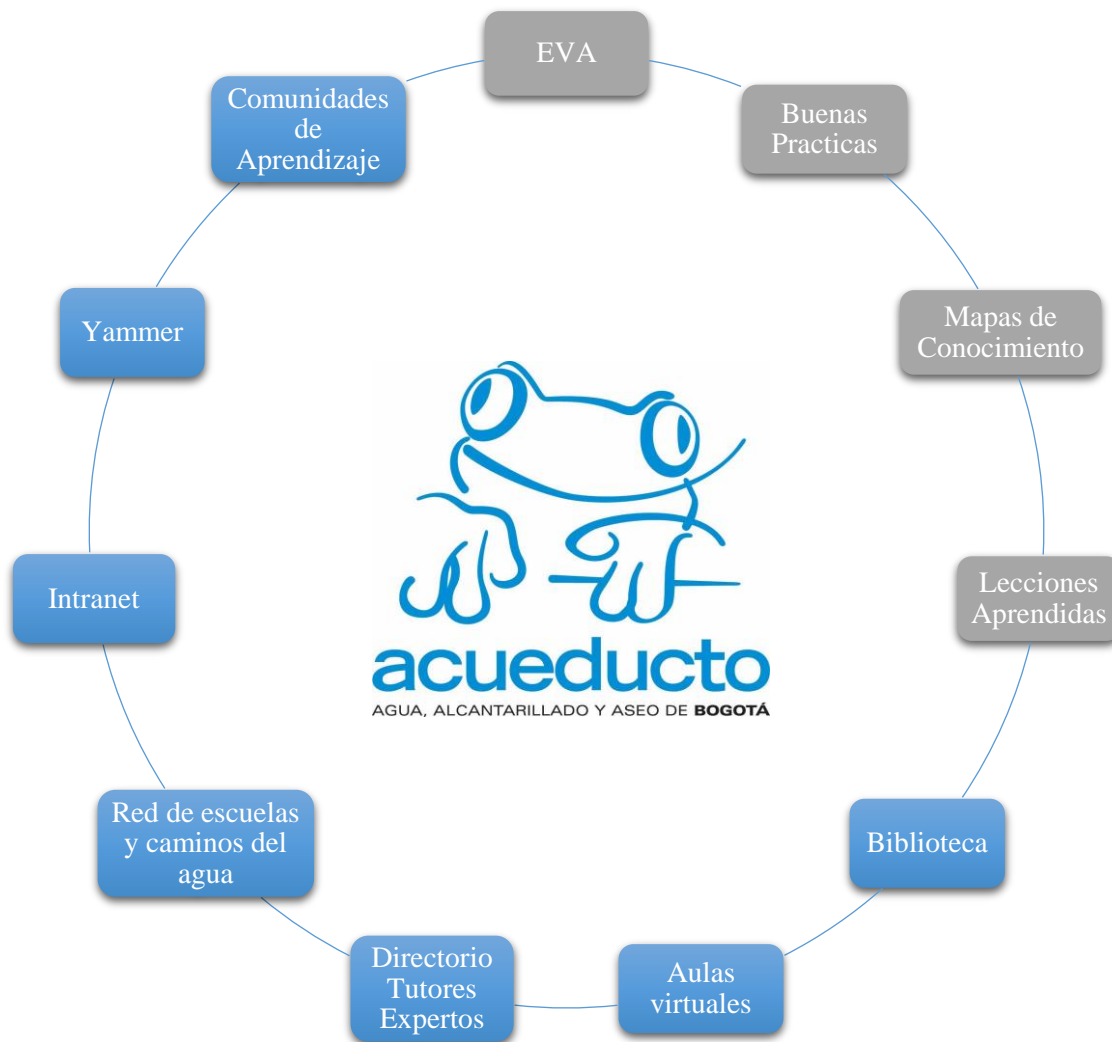 EVA
Buenas
Practicas
Mapas de
Conocimiento
Lecciones
Aprendidas
Biblioteca
Aulas
virtuales
Directorio
Tutores
Expertos
Red de escuelas
y caminos del
agua
Intranet
Yammer
Comunidades
de
Aprendizaje
acueducto
AGUA, ALCANTARILLADO Y ASEO DE BOGOTÁ